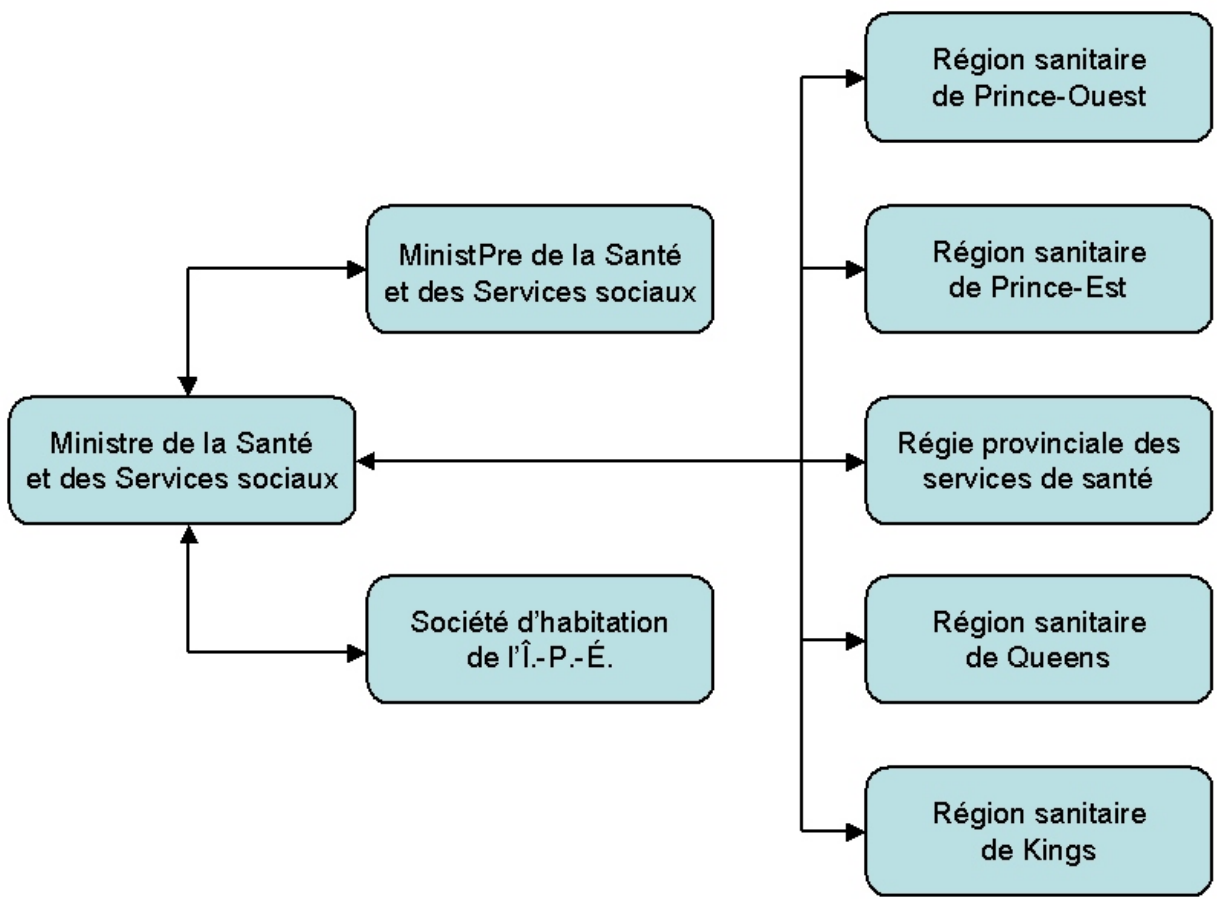 Région sanitaire
de Prince-Ouest
MinistPre de la Santé
et des Services sociaux
Région sanitaire
de Prince-Est
Ministre de la Santé
et des Services sociaux
Régie provinciale des
services de santé
Société d'habitation
de l'Î.-P.-É.
Région sanitaire
de Queens
Région sanitaire
de Kings